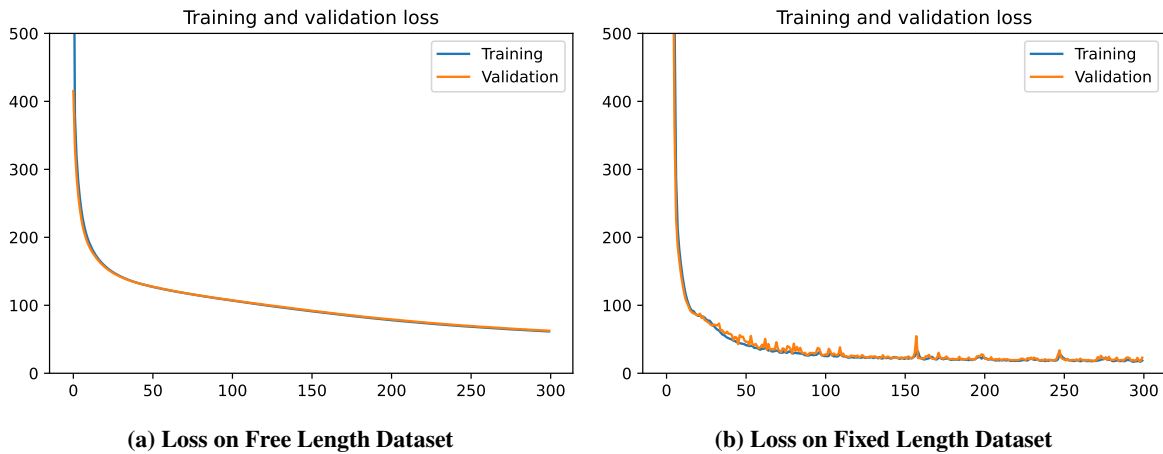 Training and validation loss
500
400
300
200
100
0
Training
Validation
0 50 100 150 200 250 300
(a) Loss on Free Length Dataset
Training and validation loss
500
400
300
200
100
0
Training
Validation
0 50 100 150 200 250 300
(b) Loss on Fixed Length Dataset